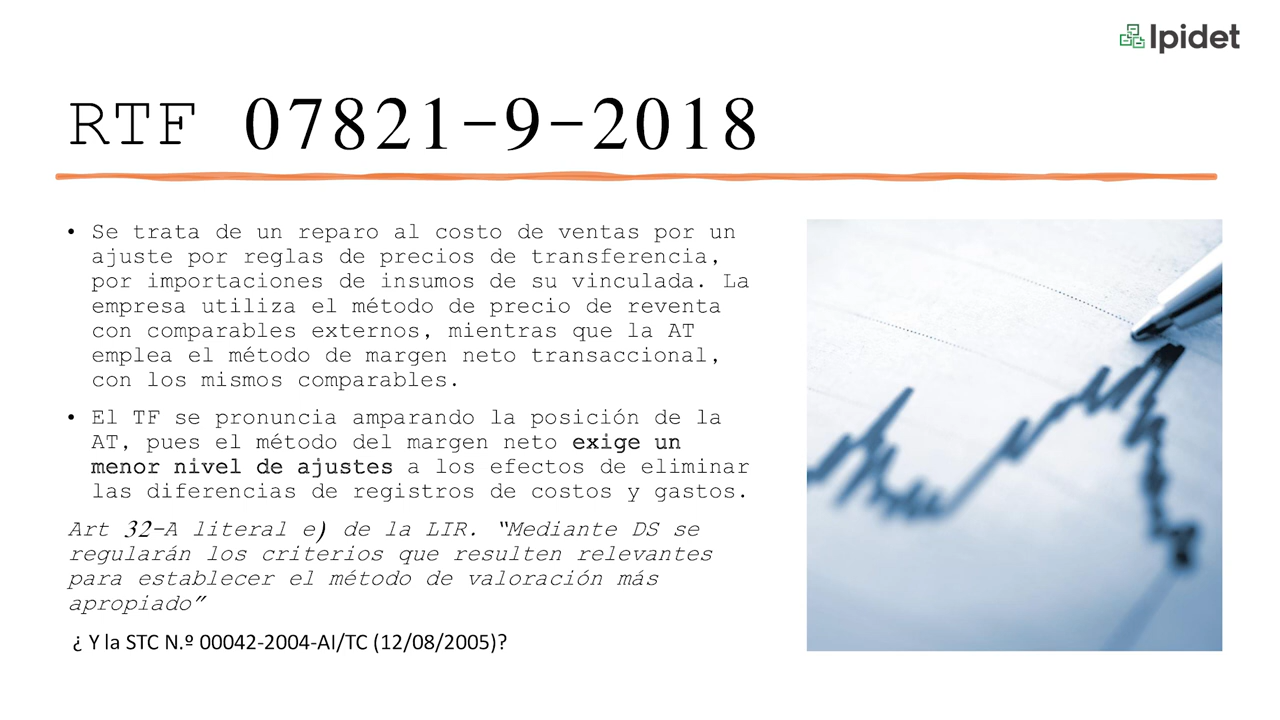 Ipidet
RTF 07821-9-2018
• Se trata de un reparo al costo de ventas por un
ajuste por reglas de precios de transferencia,
por importaciones de insumos de su vinculada. La
empresa utiliza el método de precio de reventa
con comparables externos, mientras que la AT
emplea el método de margen neto transaccional,
con los mismos comparables.
• El TF se pronuncia amparando la posición de la
AT, pues el método del margen neto exige un
menor nivel de ajustes a los efectos de eliminar
las diferencias de registros de costos y gastos.
Art 32-A literal e) de la LIR. “Mediante DS se
regularán los criterios que resulten relevantes
para establecer el método de valoración más
apropiado”
¿ Y la STC N.º 00042-2004-AI/TC (12/08/2005)?